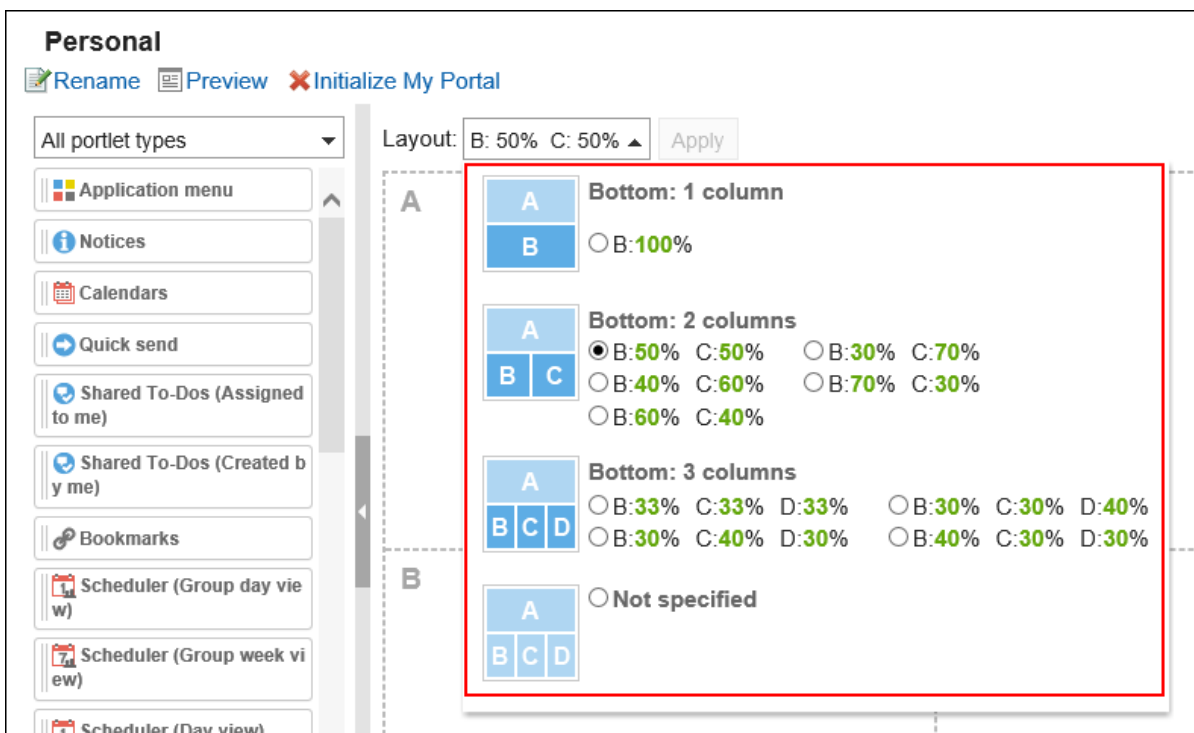 Personal
Rename Preview Initialize My Portal
All portlet types
Layout: B: 50% C: 50% Apply
Application menu
Notices
Calendars
Quick send
Shared To-Dos (Assigned
to me)
Shared To-Dos (Created b
y me)
Bookmarks
Scheduler (Group day vie
w)
Scheduler (Group week vi
ew)
Scheduler (Day view)
A
B
A
B
Bottom: 1 column
B:100%
A
B C
Bottom: 2 columns
B:50% C:50% B:30% C:70%
B:40% C:60% B:70% C:30%
B:60% C:40%
A
B C D
Bottom: 3 columns
B:33% C:33% D:33% B:30% C:30% D:40%
B:30% C:40% D:30% B:40% C:30% D:30%
A
B C D
Not specified